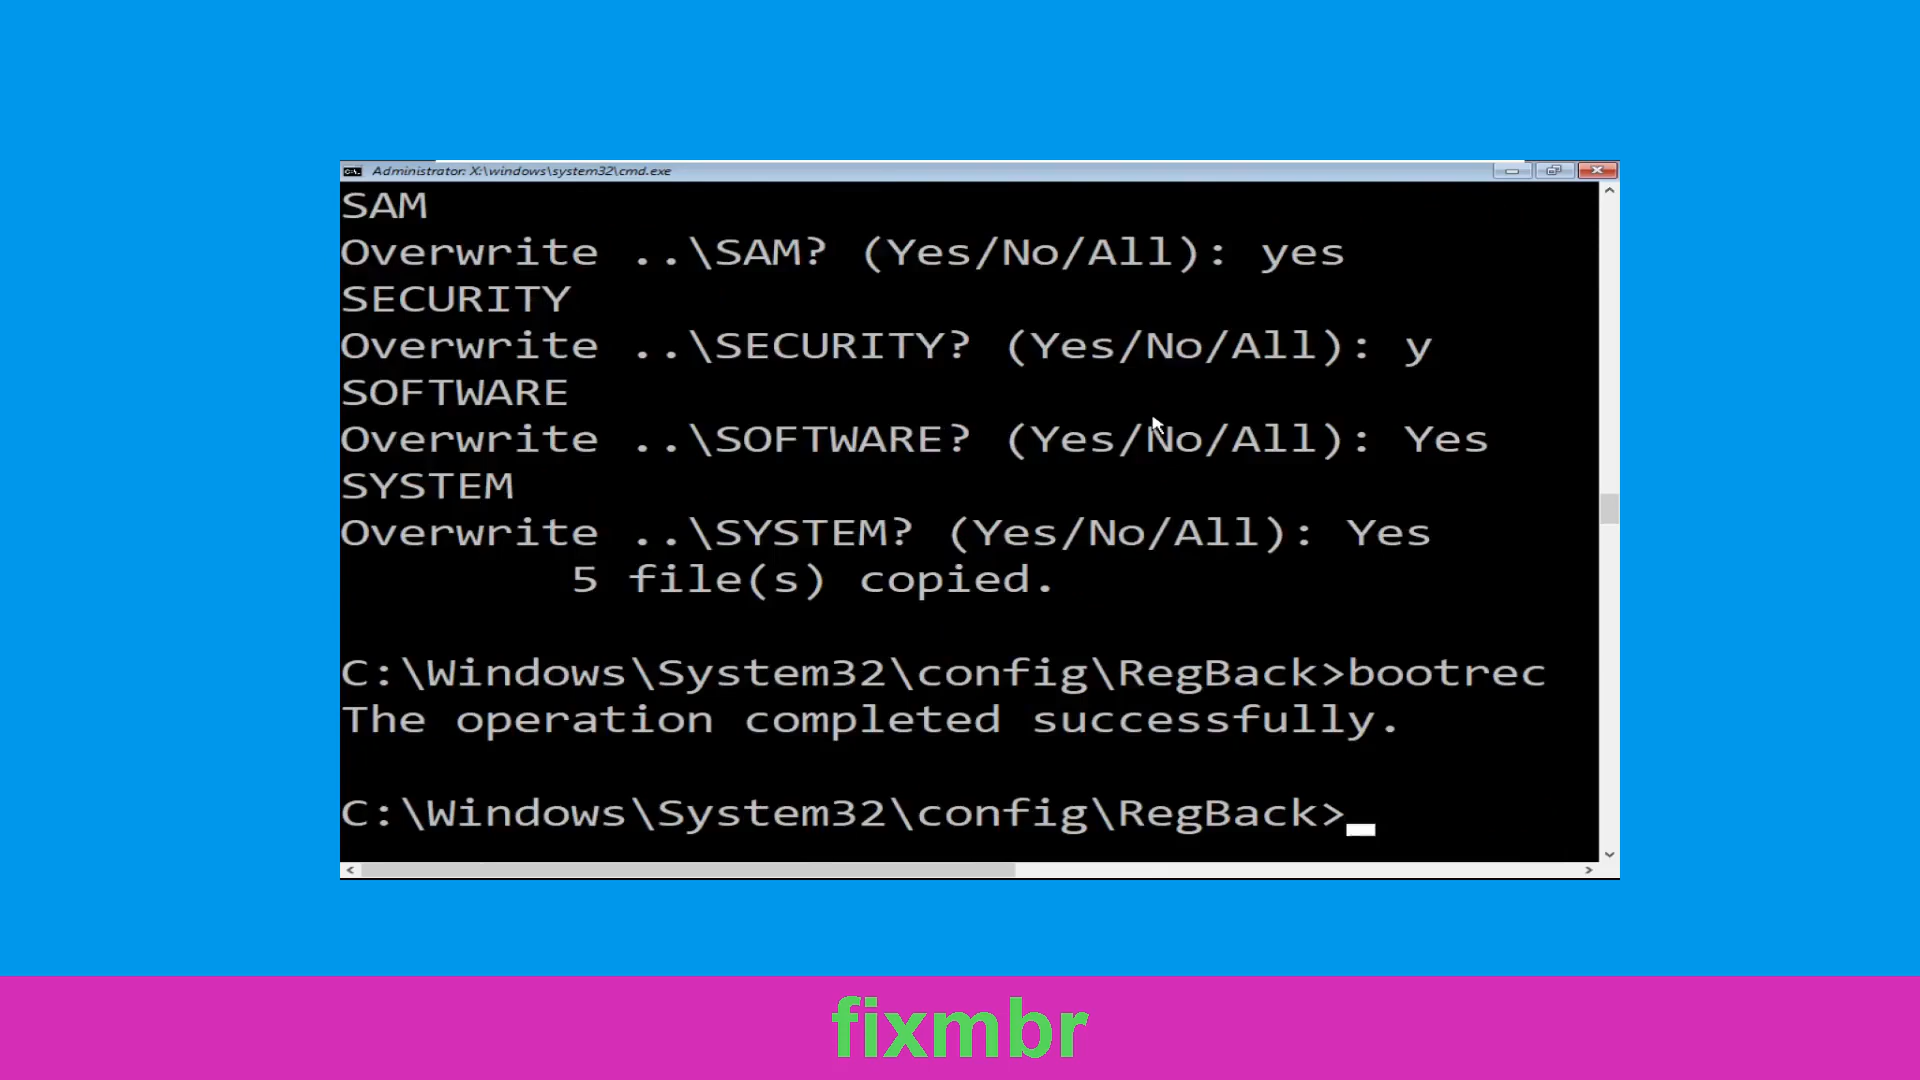 Administrator: X:\windows\system32\cmd.exe
SAM
Overwrite ..\SAM? (Yes/No/All): yes
SECURITY
Overwrite ..\SECURITY? (Yes/No/All): y
SOFTWARE
Overwrite ..\SOFTWARE? (Yes/No/All): Yes
SYSTEM
Overwrite ..\SYSTEM? (Yes/No/All): Yes
5 file(s) copied.
C:\Windows\System32\config\RegBack>bootrec
The operation completed successfully.
C:\Windows\System32\config\RegBack>
fixmbr